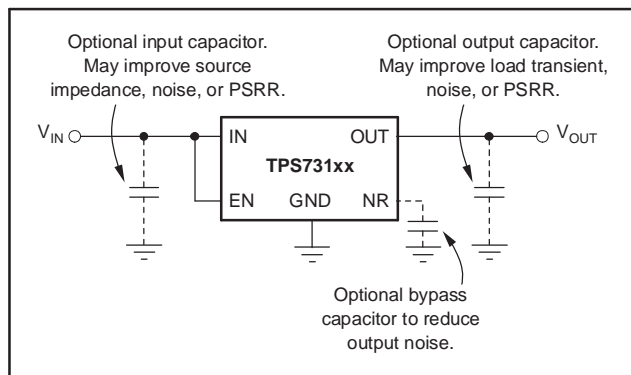 Optional input capacitor.
May improve source
impedance, noise, or PSRR.
Optional output capacitor.
May improve load transient,
noise, or PSRR.
VIN
IN
OUT
VOUT
TPS731xx
EN
GND
NR
Optional bypass
capacitor to reduce
output noise.